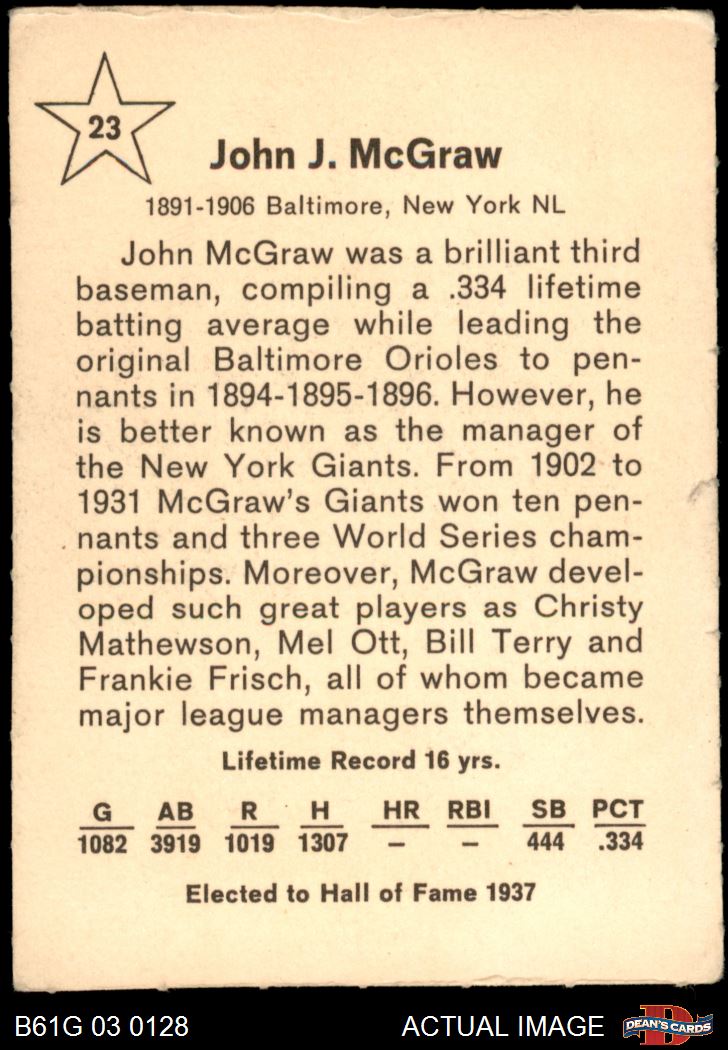 23
John J. McGraw
1891-1906 Baltimore, New York NL
John McGraw was a brilliant third
baseman, compiling a .334 lifetime
batting average while leading the
original Baltimore Orioles to pen-
nants in 1894-1895-1896. However, he
is better known as the manager of
the New York Giants. From 1902 to
1931 McGraw's Giants won ten pen-
nants and three World Series cham-
pionships. Moreover, McGraw devel-
oped such great players as Christy
Mathewson, Mel Ott, Bill Terry and
Frankie Frisch, all of whom became
major league managers themselves.
Lifetime Record 16 yrs.
G AB R H HR RBI SB PCT
1082 3919 1019 1307 – – 444 .334
Elected to Hall of Fame 1937
B61G 03 0128 ACTUAL IMAGE D DEAN'S CARDS